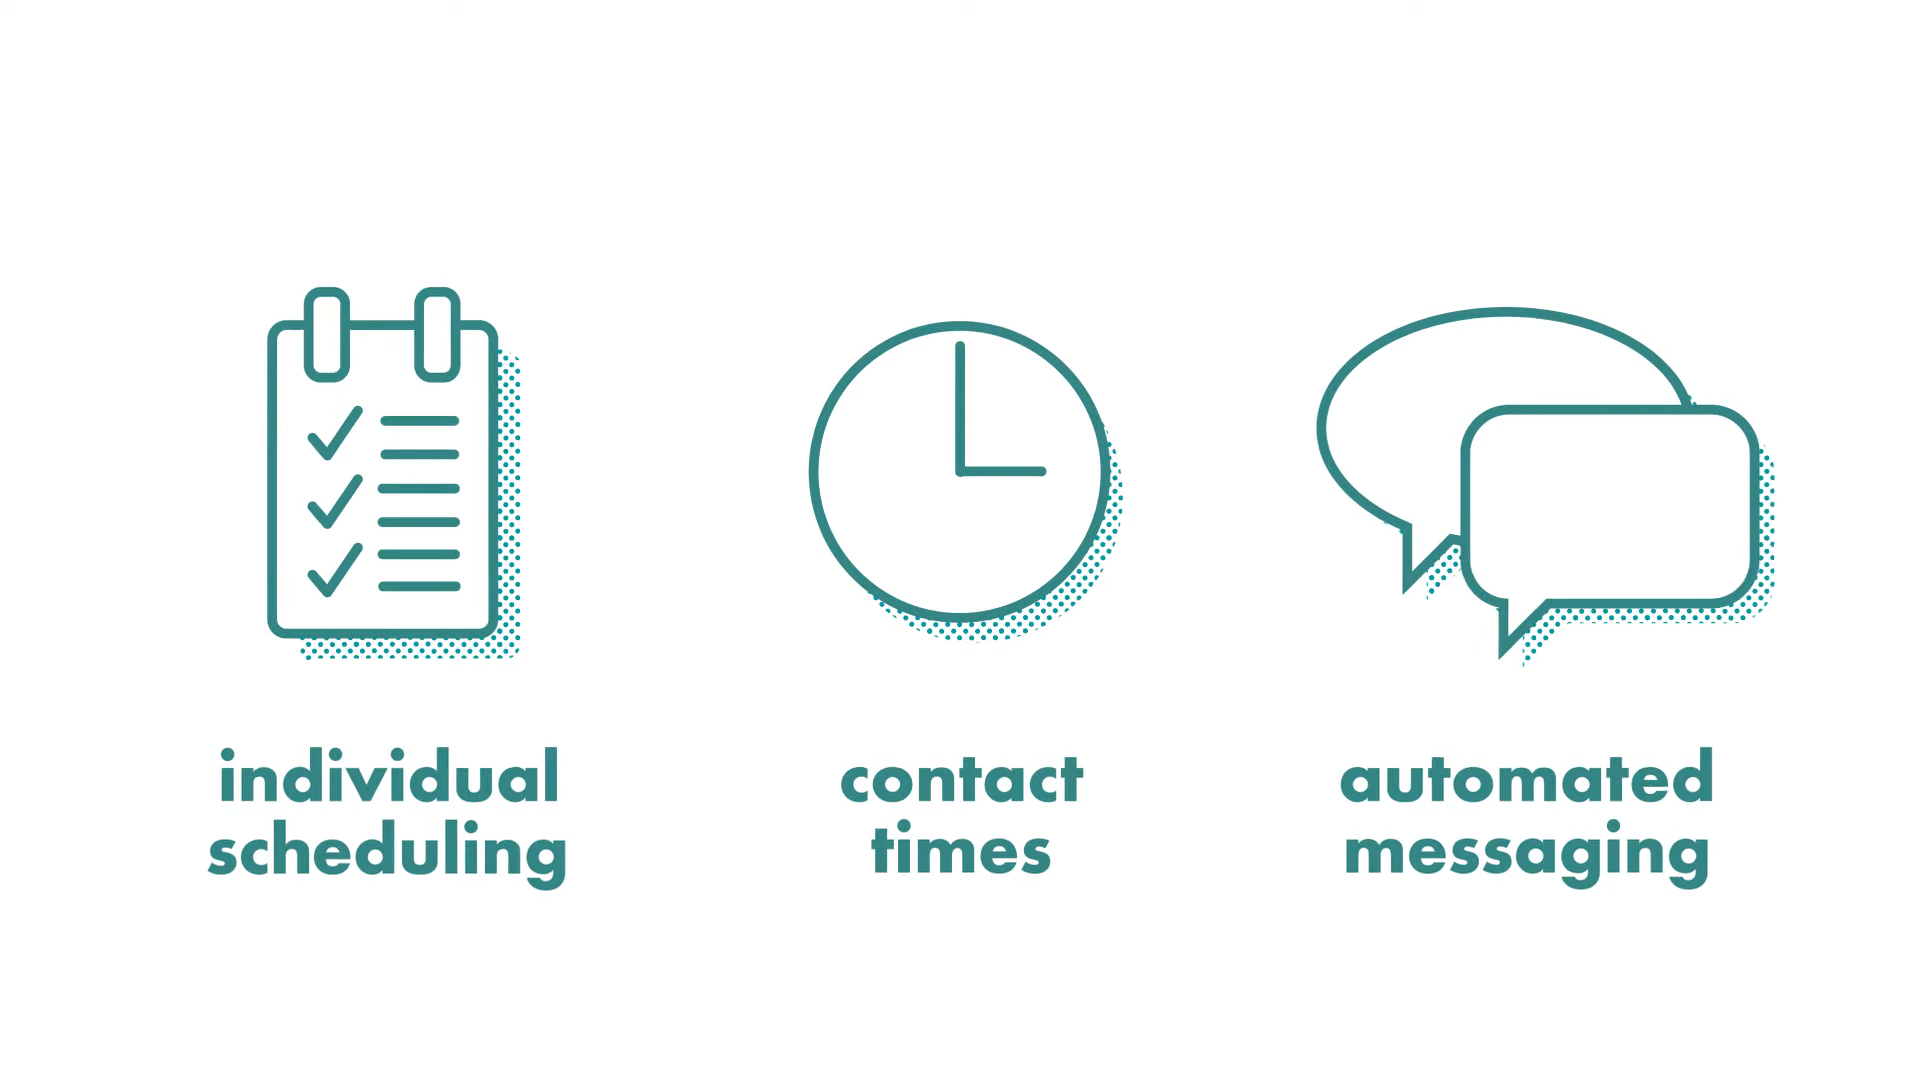 individual
scheduling
contact
times
automated
messaging